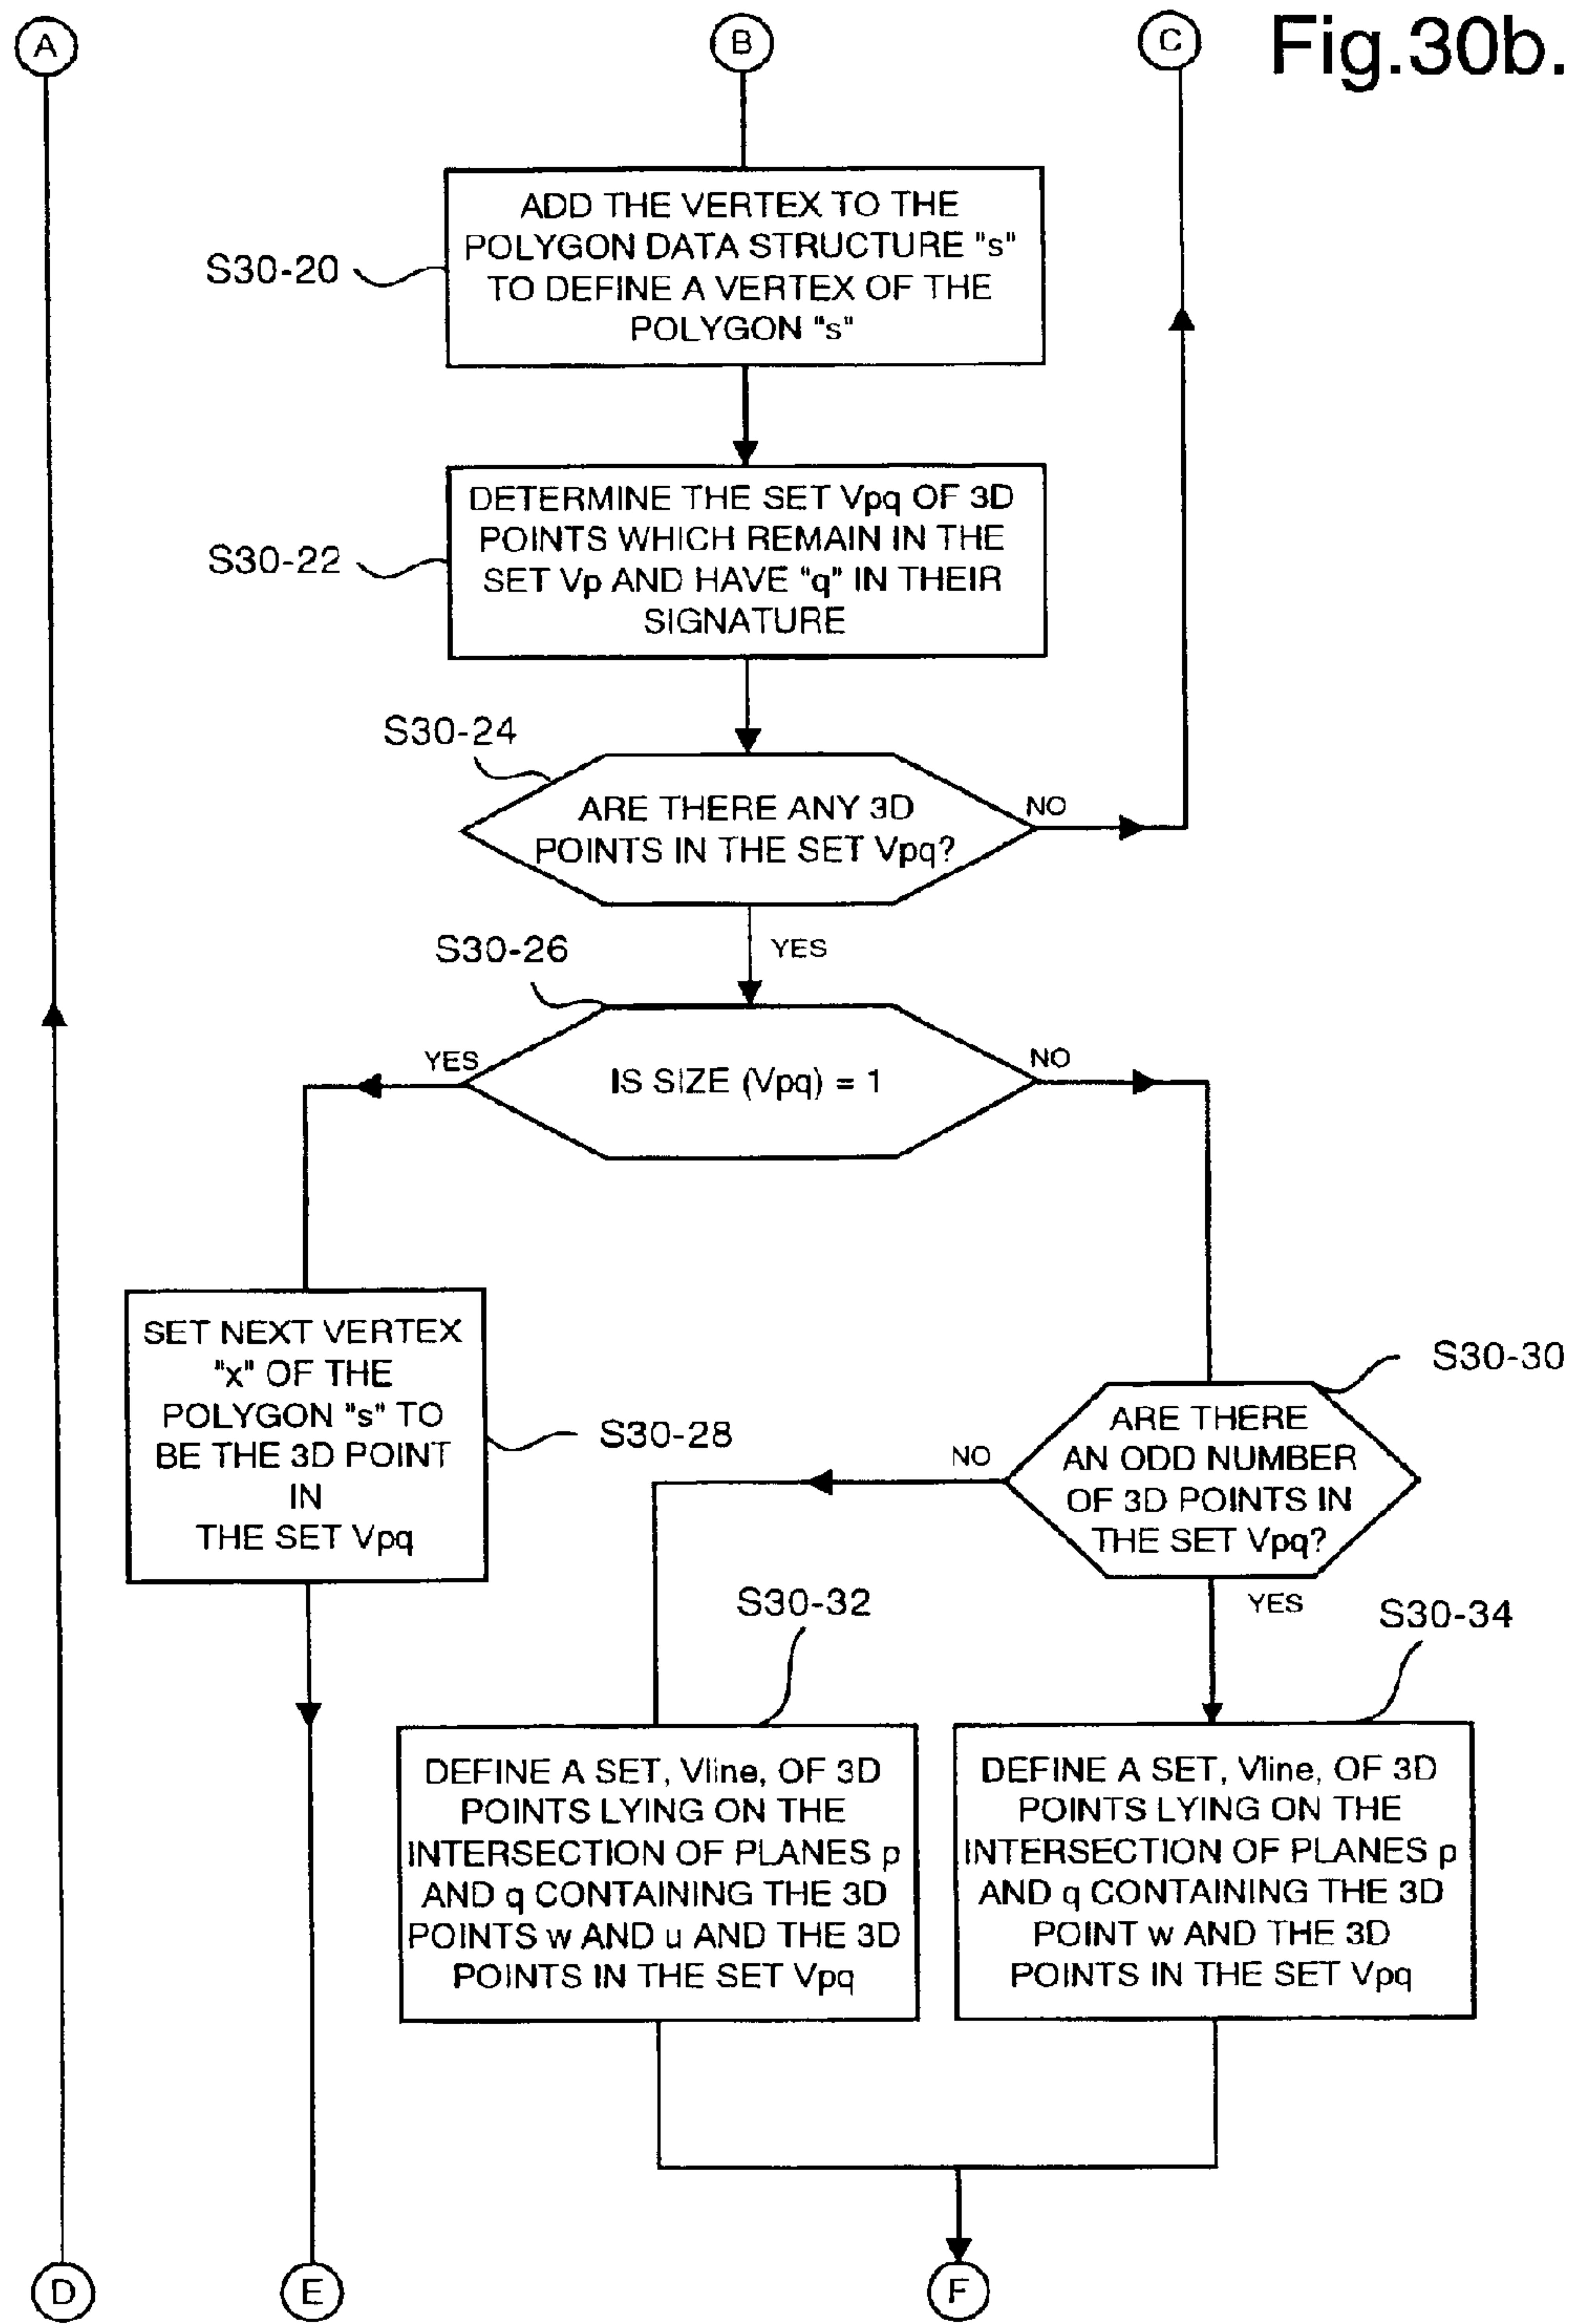 A
B
C
Fig.30b.
ADD THE VERTEX TO THE
POLYGON DATA STRUCTURE "s"
TO DEFINE A VERTEX OF THE
POLYGON "s"
S30-20
DETERMINE THE SET Vpq OF 3D
POINTS WHICH REMAIN IN THE
SET Vp AND HAVE "q" IN THEIR
SIGNATURE
S30-22
S30-24
ARE THERE ANY 3D
POINTS IN THE SET Vpq?
NO
YES
S30-26
YES
IS SIZE (Vpq) = 1
NO
SET NEXT VERTEX
"x" OF THE
POLYGON "s" TO
BE THE 3D POINT
IN
THE SET Vpq
S30-28
S30-30
ARE THERE
AN ODD NUMBER
OF 3D POINTS IN
THE SET Vpq?
NO
YES
S30-32
S30-34
DEFINE A SET, Vline, OF 3D
POINTS LYING ON THE
INTERSECTION OF PLANES p
AND q CONTAINING THE 3D
POINTS w AND u AND THE 3D
POINTS IN THE SET Vpq
DEFINE A SET, Vline, OF 3D
POINTS LYING ON THE
INTERSECTION OF PLANES p
AND q CONTAINING THE 3D
POINT w AND THE 3D
POINTS IN THE SET Vpq
D
E
F